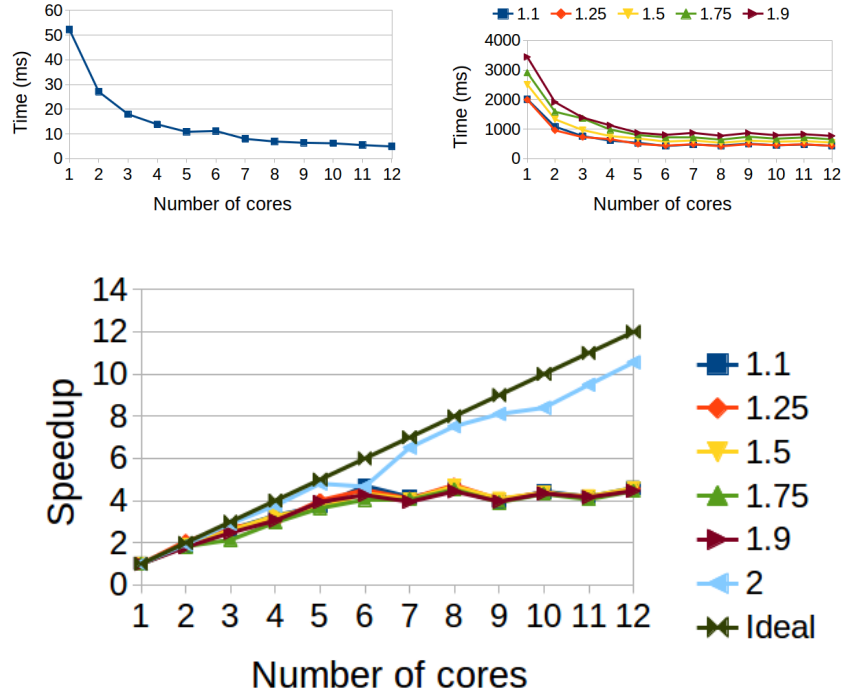 60
50
40
30
20
10
0
Time (ms)
1 2 3 4 5 6 7 8 9 10 11 12
Number of cores
1.1 1.25 1.5 1.75 1.9
4000
3000
2000
1000
0
Time (ms)
1 2 3 4 5 6 7 8 9 10 11 12
Number of cores
14
12
10
8
6
4
2
0
Speedup
1 2 3 4 5 6 7 8 9 10 11 12
Number of cores
1.1
1.25
1.5
1.75
1.9
2
Ideal